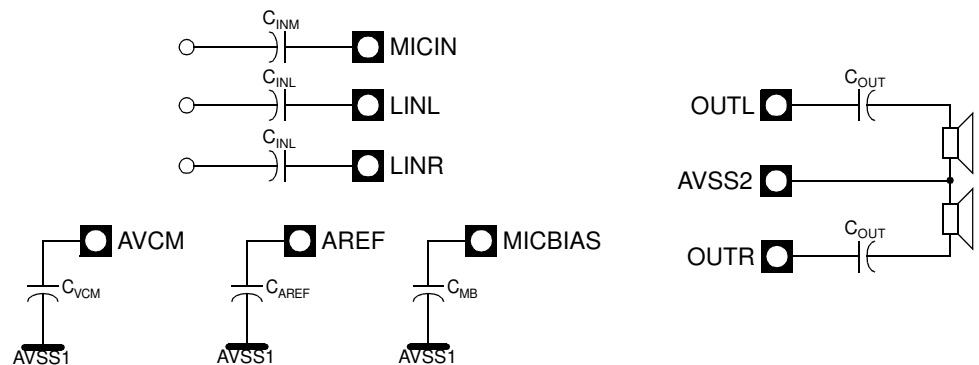 C_INM
MICIN
C_INL
LINL
C_INL
LINR
AVCM
C_VCM
AVSS1
AREF
C_AREF
AVSS1
MICBIAS
C_MB
AVSS1
C_OUT
OUTL
AVSS2
C_OUT
OUTR